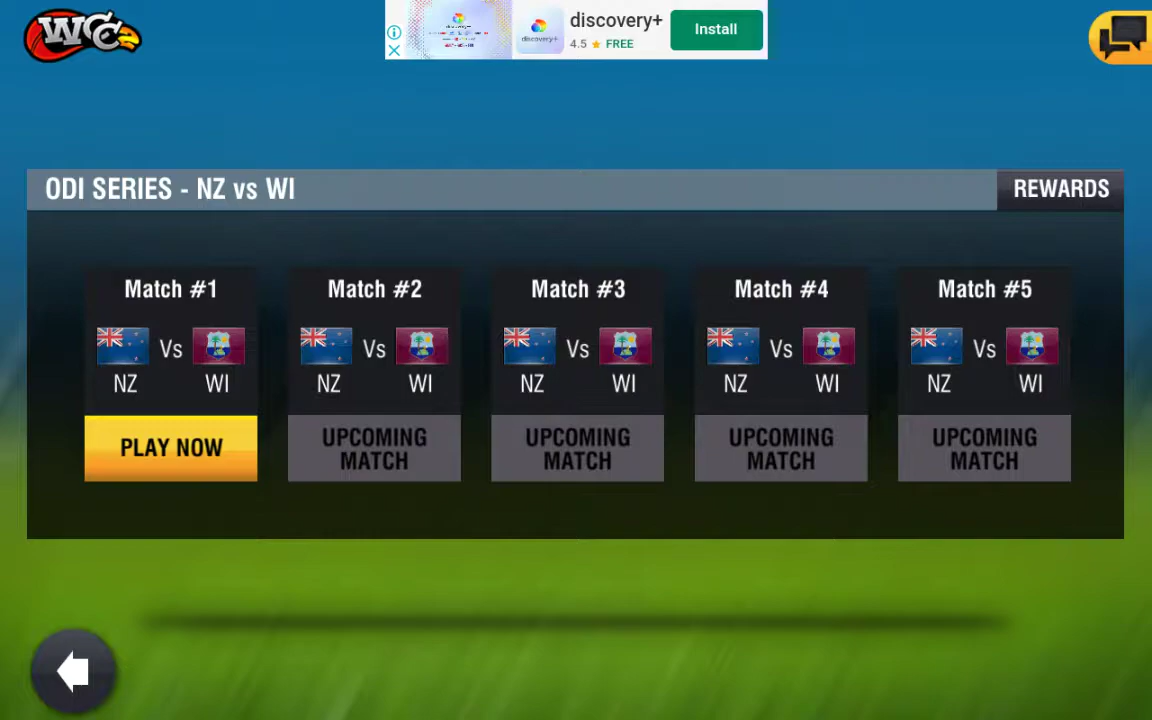 WCC
discovery+
4.5 ★ FREE
Install
discovery+
ODI SERIES - NZ vs WI
REWARDS
Match #1
Match #2
Match #3
Match #4
Match #5
Vs
Vs
Vs
Vs
Vs
NZ WI
NZ WI
NZ WI
NZ WI
NZ WI
PLAY NOW
UPCOMING
MATCH
UPCOMING
MATCH
UPCOMING
MATCH
UPCOMING
MATCH